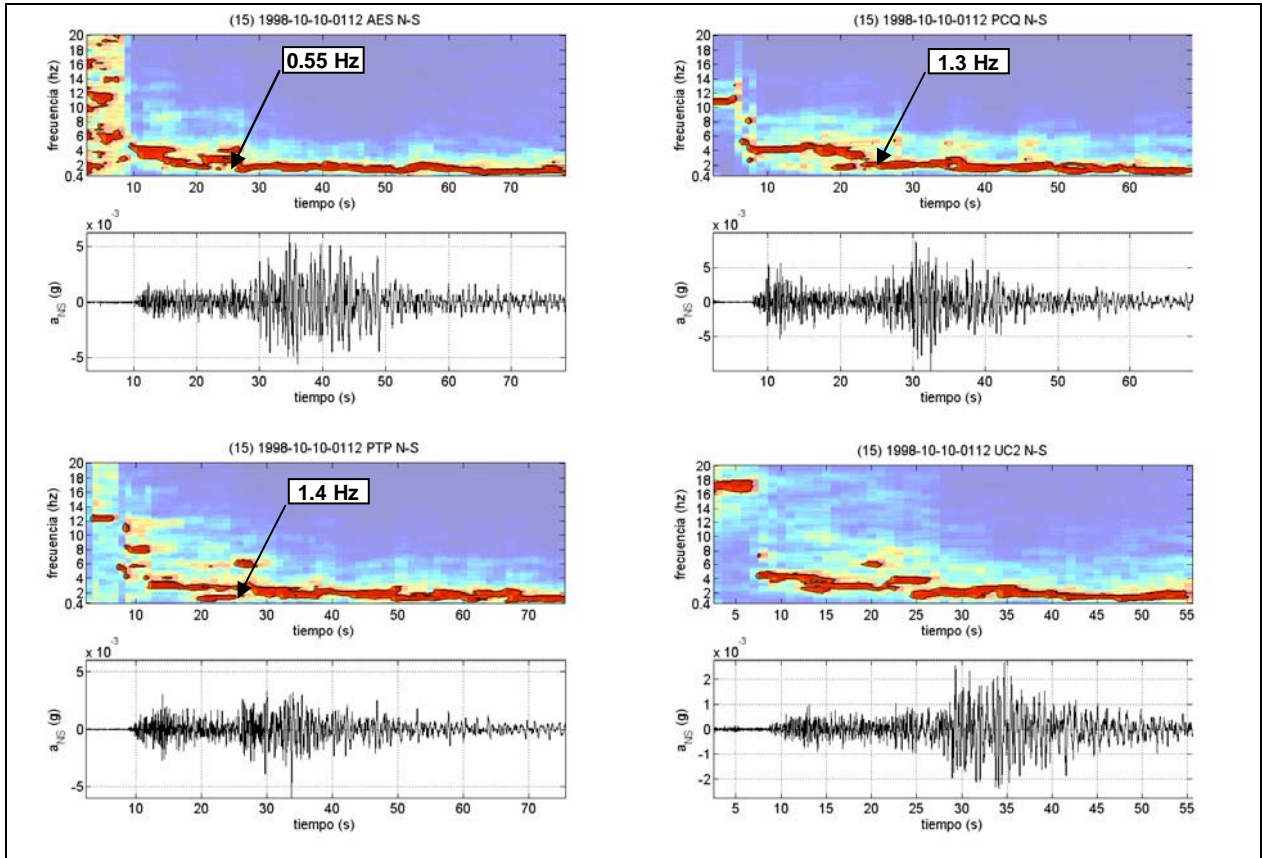 (15) 1998-10-10-0112 AES N-S
20
18
16
14
12
10
8
6
4
2
0.4
frecuencia (hz)
0.55 Hz
10 20 30 40 50 60 70
tiempo (s)
x 10-3
5
0
-5
aNS (g)
10 20 30 40 50 60 70
tiempo (s)
(15) 1998-10-10-0112 PCQ N-S
20
18
16
14
12
10
8
6
4
2
0.4
frecuencia (hz)
1.3 Hz
10 20 30 40 50 60
tiempo (s)
x 10-3
5
0
-5
aNS (g)
10 20 30 40 50 60
tiempo (s)
(15) 1998-10-10-0112 PTP N-S
20
18
16
14
12
10
8
6
4
2
0.4
frecuencia (hz)
1.4 Hz
10 20 30 40 50 60 70
tiempo (s)
x 10-3
5
0
-5
aNS (g)
10 20 30 40 50 60 70
tiempo (s)
(15) 1998-10-10-0112 UC2 N-S
20
18
16
14
12
10
8
6
4
2
0.4
frecuencia (hz)
5 10 15 20 25 30 35 40 45 50 55
tiempo (s)
x 10-3
2
1
0
-1
-2
aNS (g)
5 10 15 20 25 30 35 40 45 50 55
tiempo (s)